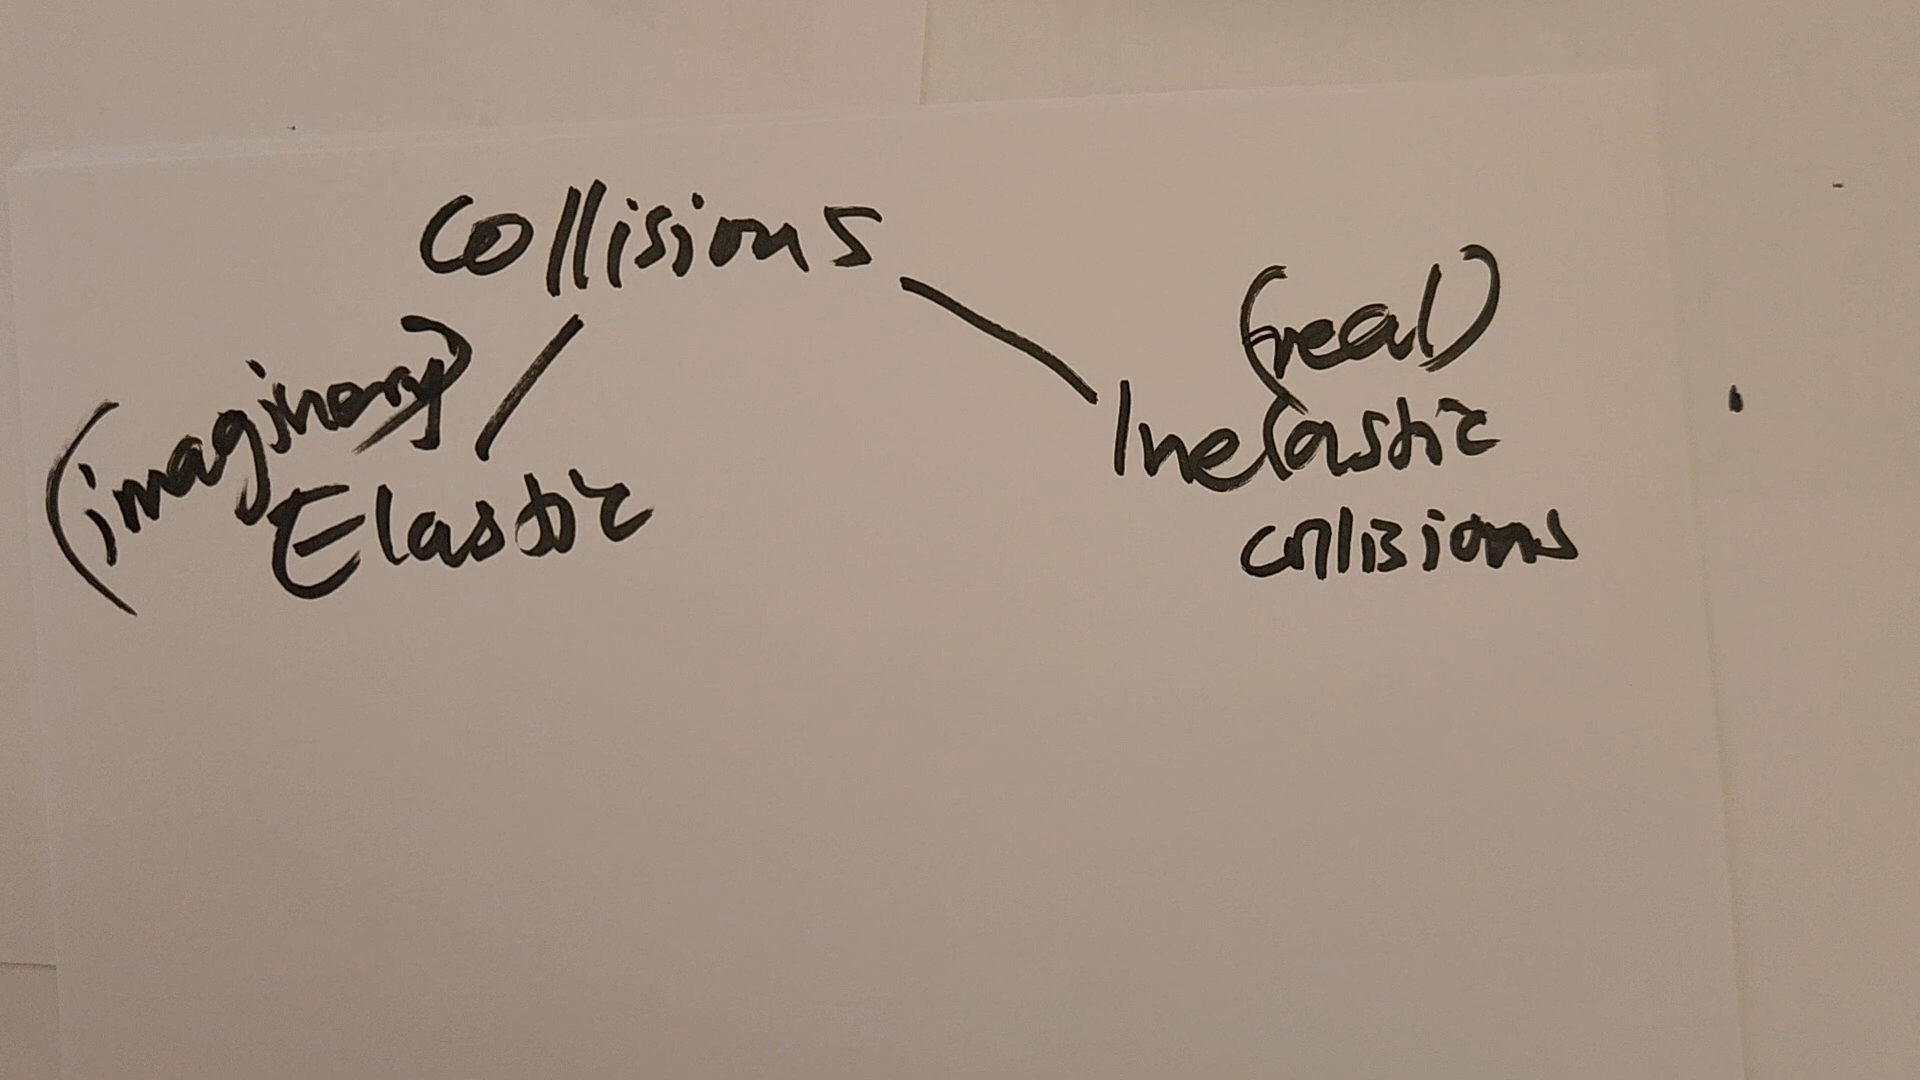 Collisions
(imaginary)
Elastic
(real)
Inelastic
collisions